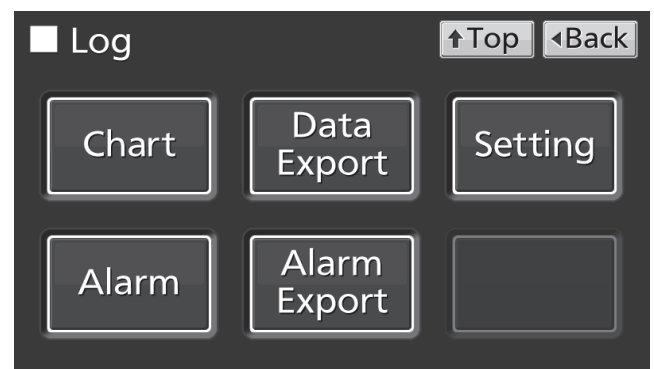 Log
↑Top
◂Back
Chart
Data
Export
Setting
Alarm
Alarm
Export